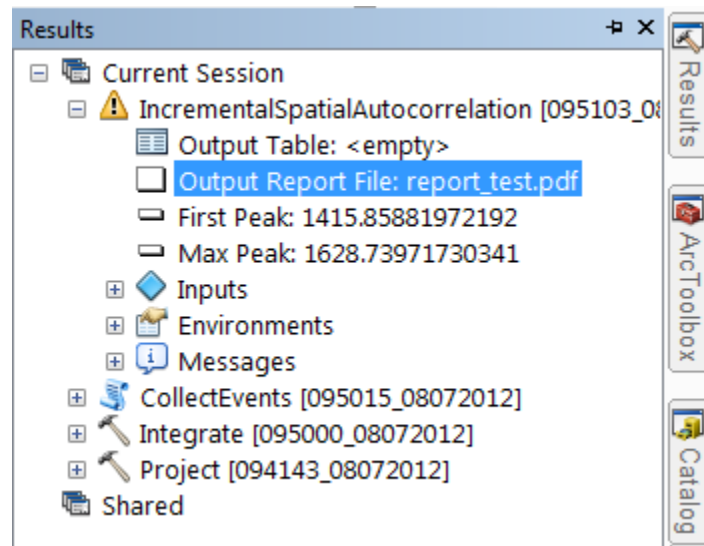 Results
Current Session
IncrementalSpatialAutocorrelation [095103_08
Output Table: <empty>
Output Report File: report_test.pdf
First Peak: 1415.85881972192
Max Peak: 1628.73971730341
Inputs
Environments
Messages
CollectEvents [095015_08072012]
Integrate [095000_08072012]
Project [094143_08072012]
Shared
Results
ArcToolbox
Catalog